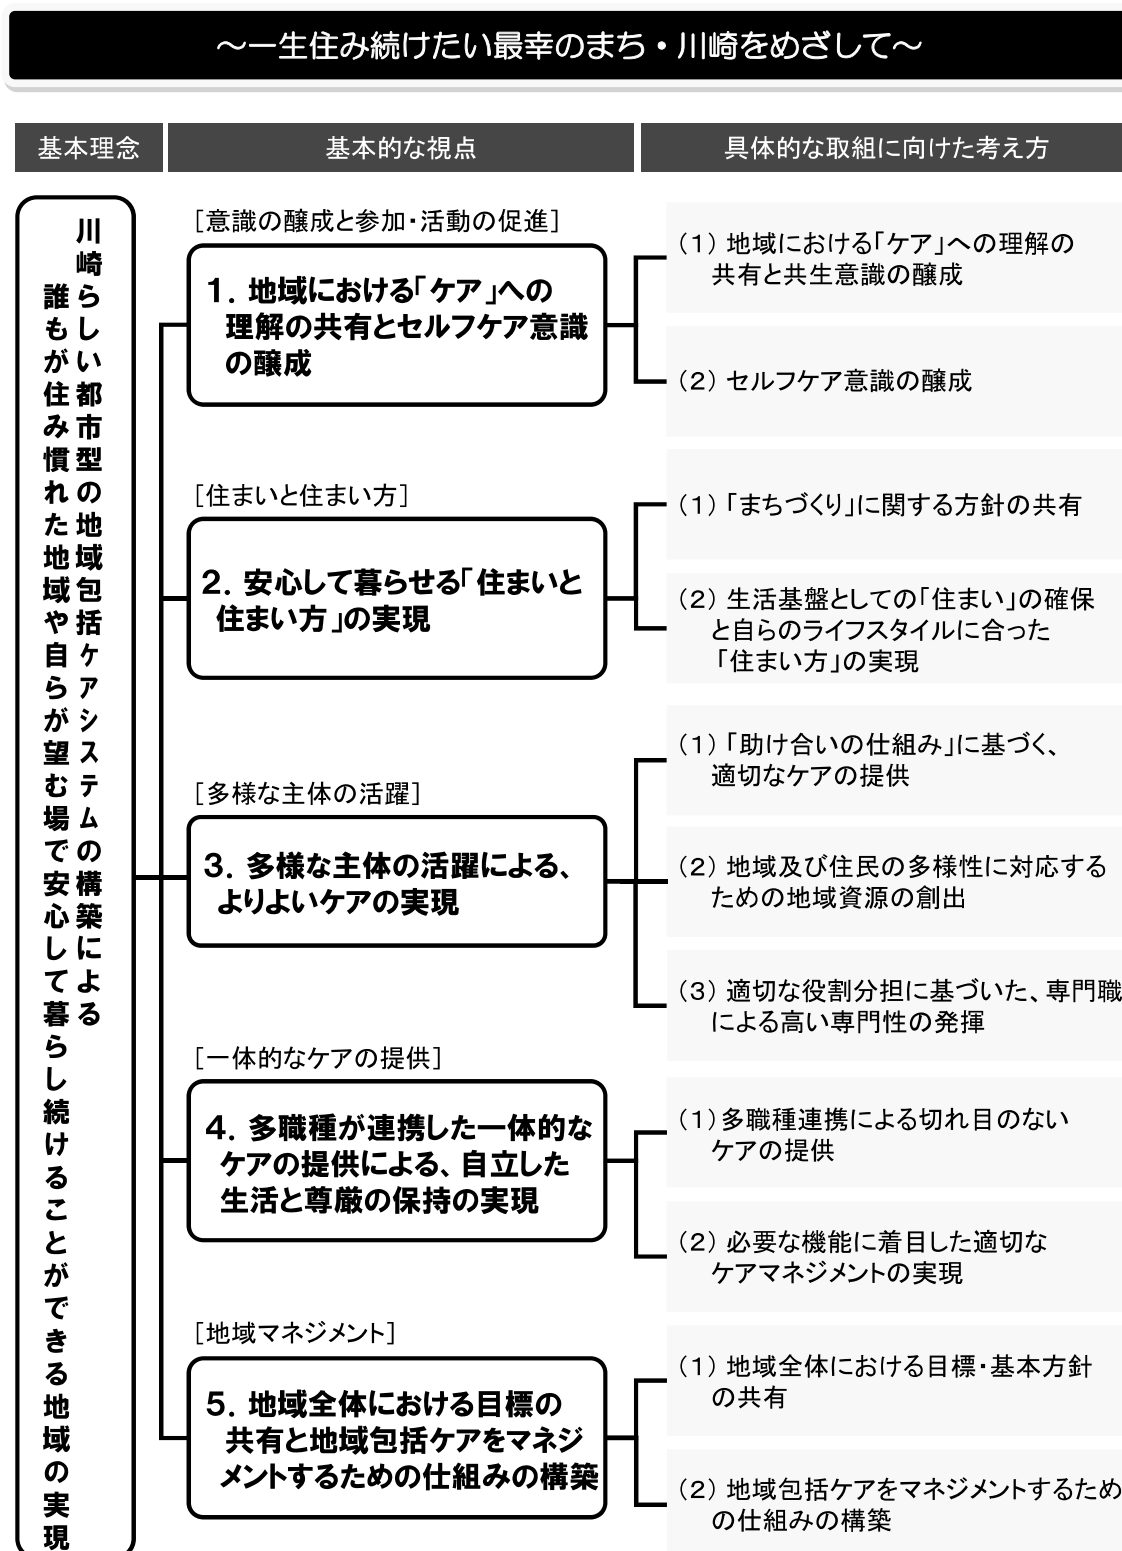 ～一生住み続けたい最幸のまち・川崎をめざして～
基本理念
基本的な視点
具体的な取組に向けた考え方
川崎らしい都市型の地域包括ケアシステムの構築による
誰もが住み慣れた地域や自らが望む場で安心して暮らし続けることができる地域の実現
[意識の醸成と参加・活動の促進]
1．地域における「ケア」への
理解の共有とセルフケア意識
の醸成
（1）地域における「ケア」への理解の
共有と共生意識の醸成
（2）セルフケア意識の醸成
[住まいと住まい方]
2．安心して暮らせる「住まいと
住まい方」の実現
（1）「まちづくり」に関する方針の共有
（2）生活基盤としての「住まい」の確保
と自らのライフスタイルに合った
「住まい方」の実現
[多様な主体の活躍]
3．多様な主体の活躍による、
よりよいケアの実現
（1）「助け合いの仕組み」に基づく、
適切なケアの提供
（2）地域及び住民の多様性に対応する
ための地域資源の創出
（3）適切な役割分担に基づいた、専門職
による高い専門性の発揮
[一体的なケアの提供]
4．多職種が連携した一体的な
ケアの提供による、自立した
生活と尊厳の保持の実現
（1）多職種連携による切れ目のない
ケアの提供
（2）必要な機能に着目した適切な
ケアマネジメントの実現
[地域マネジメント]
5．地域全体における目標の
共有と地域包括ケアをマネジ
メントするための仕組みの構築
（1）地域全体における目標・基本方針
の共有
（2）地域包括ケアをマネジメントするため
の仕組みの構築